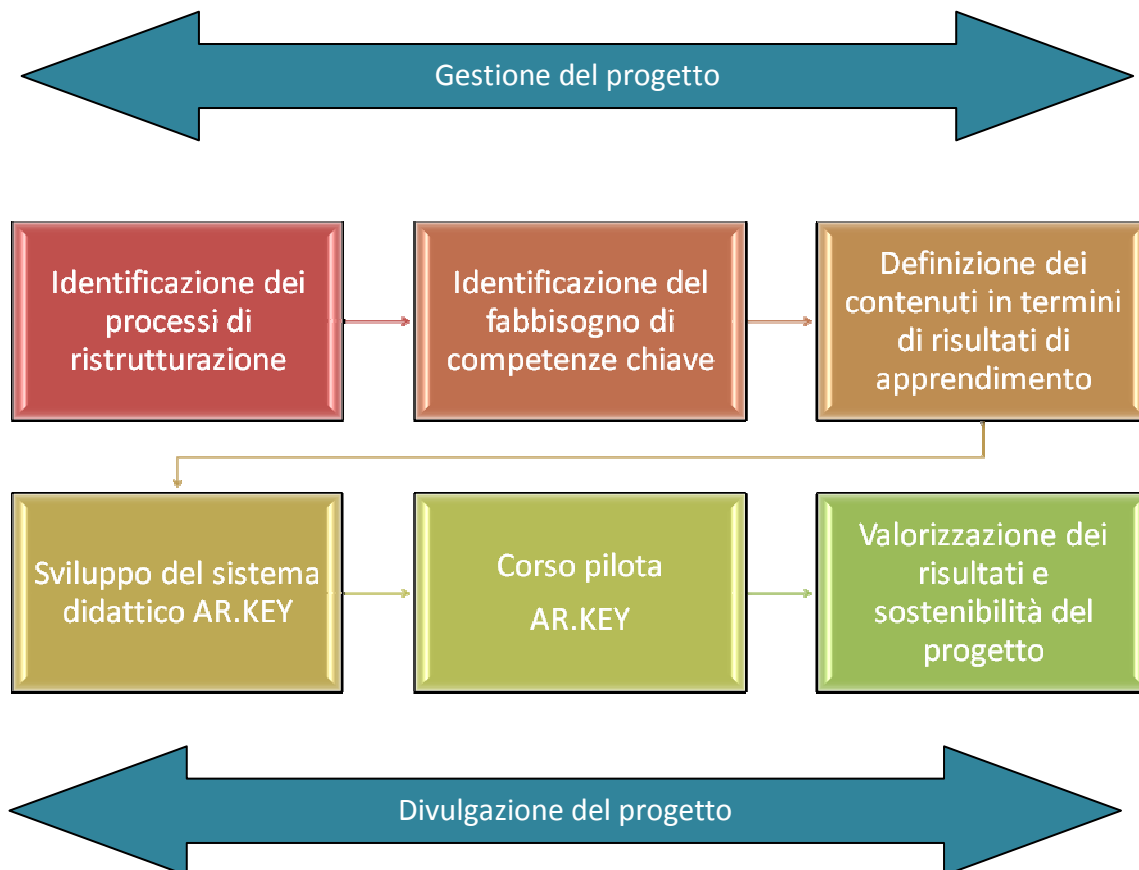 Gestione del progetto
Identificazione dei
processi di
ristrutturazione
Identificazione del
fabbisogno di
competenze chiave
Definizione dei
contenuti in termini
di risultati di
apprendimento
Sviluppo del sistema
didattico AR.KEY
Corso pilota
AR.KEY
Valorizzazione dei
risultati e
sostenibilità del
progetto
Divulgazione del progetto